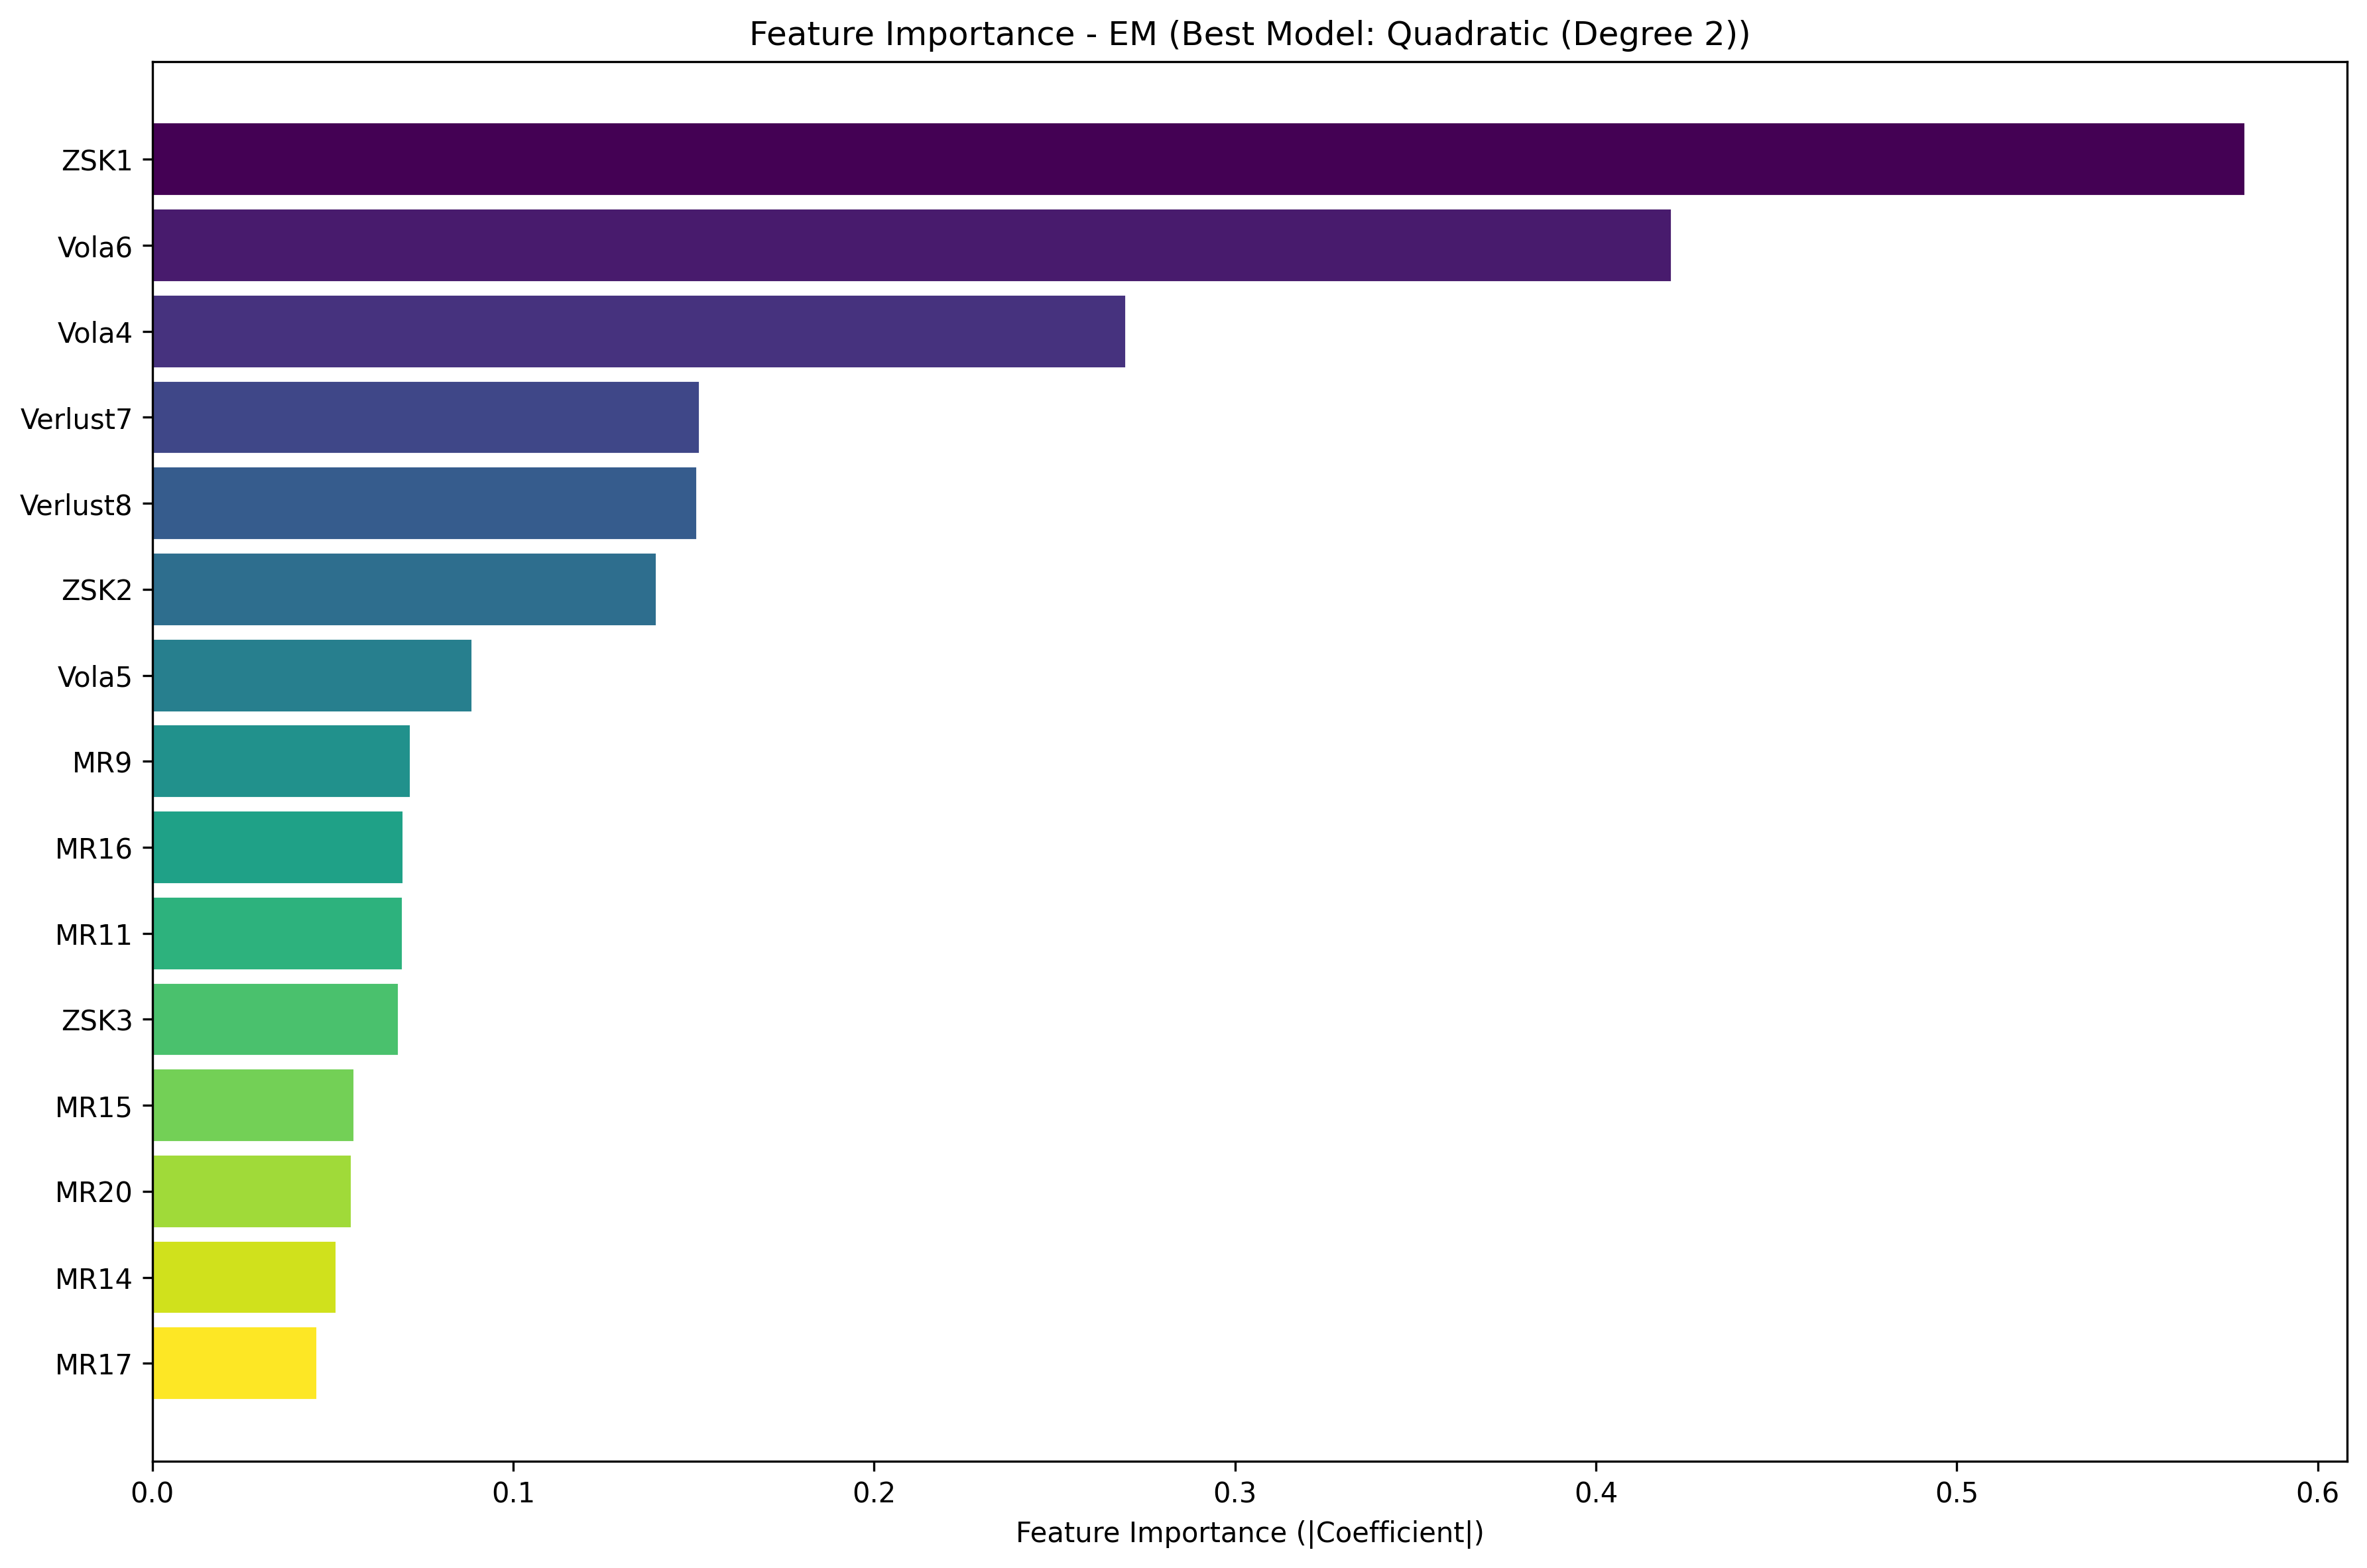 Feature Importance - EM (Best Model: Quadratic (Degree 2))
ZSK1
Vola6
Vola4
Verlust7
Verlust8
ZSK2
Vola5
MR9
MR16
MR11
ZSK3
MR15
MR20
MR14
MR17
0.0 0.1 0.2 0.3 0.4 0.5 0.6
Feature Importance (|Coefficient|)